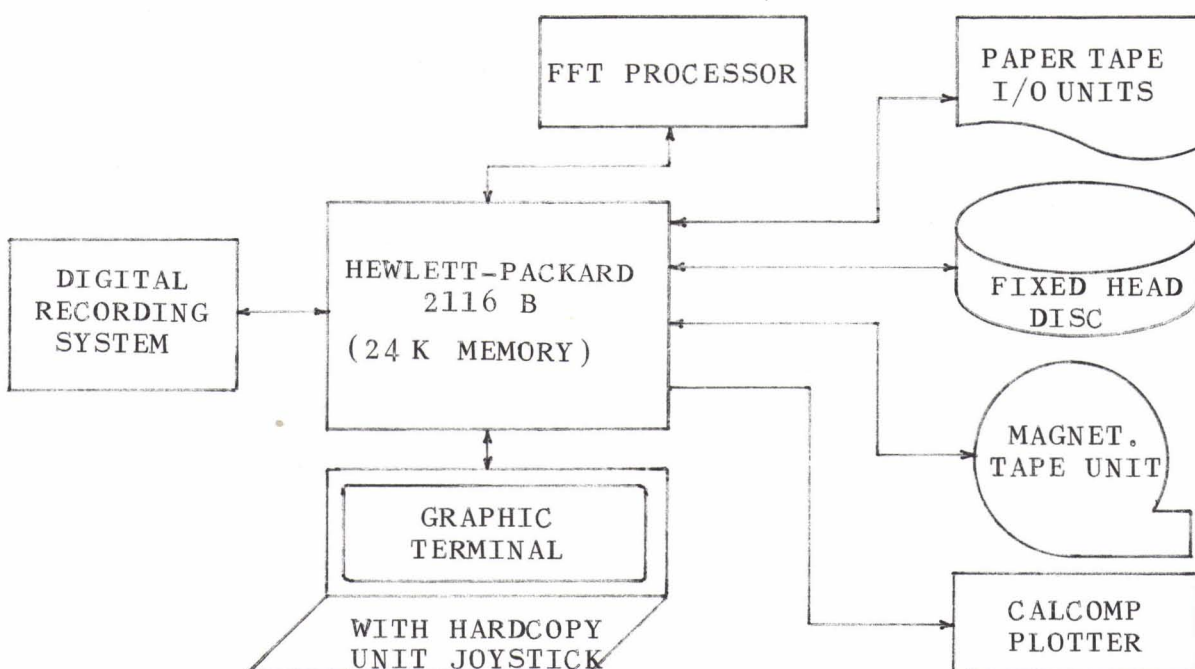 FFT PROCESSOR
PAPER TAPE
I/O UNITS
DIGITAL
RECORDING
SYSTEM
HEWLETT-PACKARD
2116 B
(24 K MEMORY)
FIXED HEAD
DISC
MAGNET.
TAPE UNIT
GRAPHIC
TERMINAL
WITH HARDCOPY
UNIT JOYSTICK
CALCOMP
PLOTTER